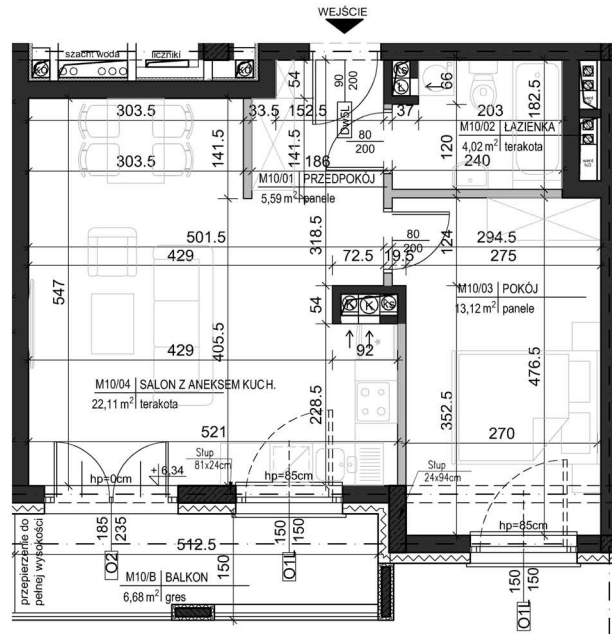 WEJŚCIE
szacht woda
liczniki
303.5
33.5
152.5
54
90
200
Dw5L
37
66
203
182.5
M10/02 ŁAZIENKA
4,02 m² terakota
80
200
303.5
141.5
141.5
186
120
240
M10/01 PRZEDPOKÓJ
5,59 m² panele
501.5
318.5
80
200
124
294.5
429
72.5
19.5
275
547
54
M10/03 POKÓJ
13,12 m² panele
K
K
429
405.5
92
476.5
M10/04 SALON Z ANEKSEM KUCH.
22,11 m² terakota
228.5
352.5
521
270
Słup
81x24cm
Słup
24x94cm
hp=0cm
+6,34
hp=85cm
hp=85cm
przepierzenie do
pełnej wysokości
185
235
O2
512.5
150
150
150
O1L
M10/B BALKON
6,68 m² gres
150
150
O1L